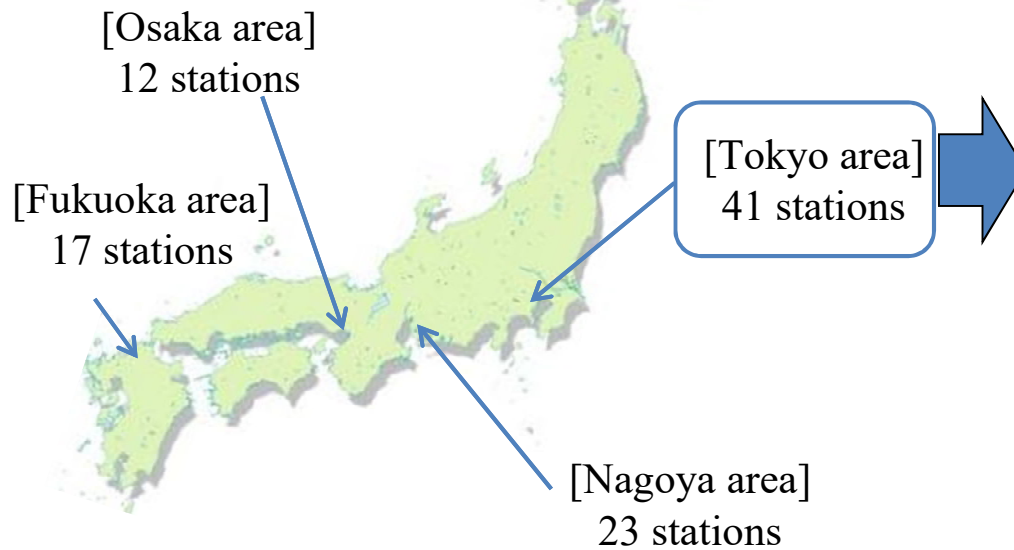 [Osaka area]
12 stations
[Tokyo area]
41 stations
[Fukuoka area]
17 stations
[Nagoya area]
23 stations